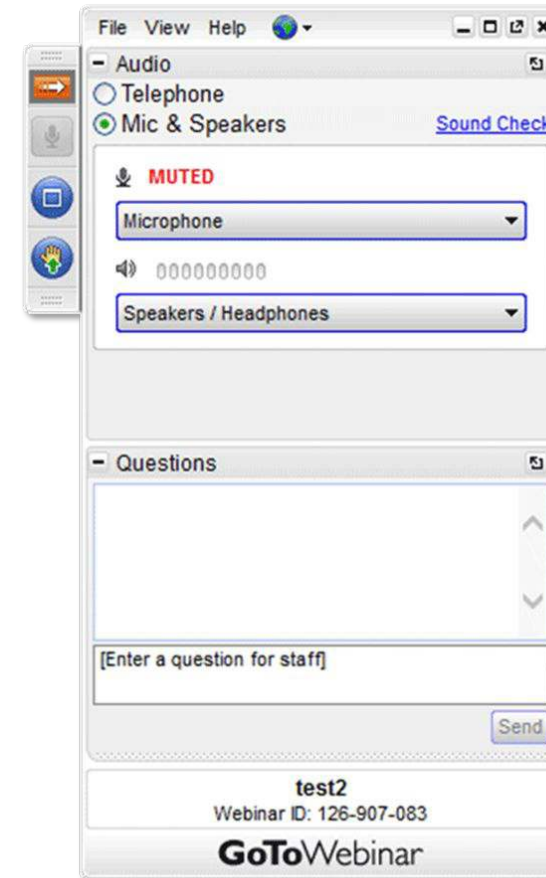 File View Help
Audio
Telephone
Mic & Speakers Sound Check
MUTED
Microphone
Speakers / Headphones
Questions
[Enter a question for staff]
Send
test2
Webinar ID: 126-907-083
GoToWebinar